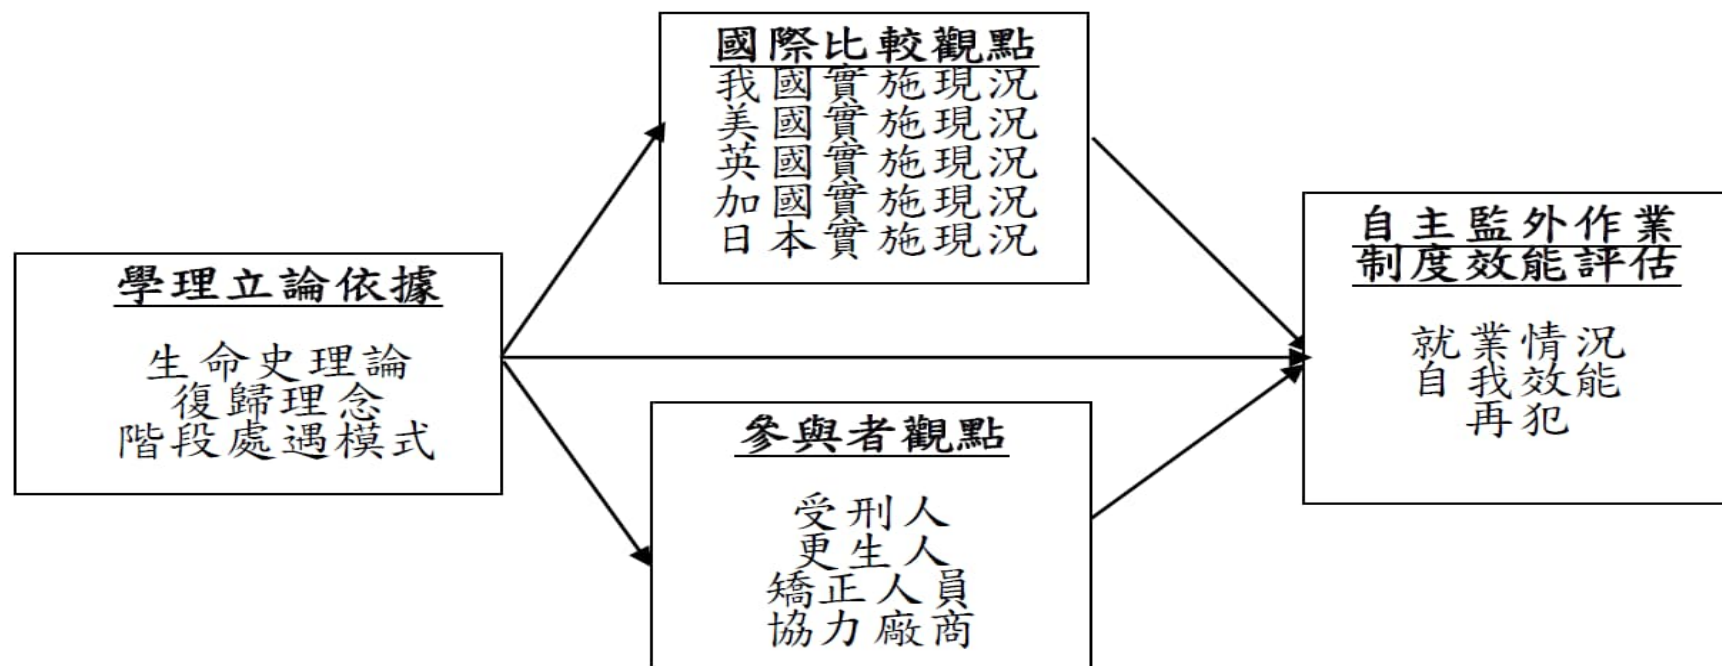 學理立論依據
生命史理論
復歸理念
階段處遇模式
國際比較觀點
我國實施現況
美國實施現況
英國實施現況
加國實施現況
日本實施現況
參與者觀點
受刑人
更生人
矯正人員
協力廠商
自主監外作業
制度效能評估
就業情況
自我效能
再犯